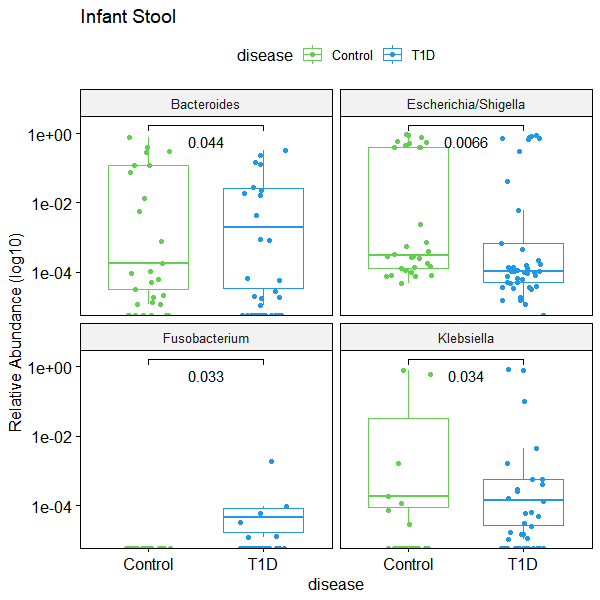 Infant Stool
disease Control T1D
Bacteroides
Escherichia/Shigella
1e+00
1e-02
1e-04
0.044
0.0066
Fusobacterium
Klebsiella
1e+00
1e-02
1e-04
0.033
0.034
Relative Abundance (log10)
Control T1D
Control T1D
disease